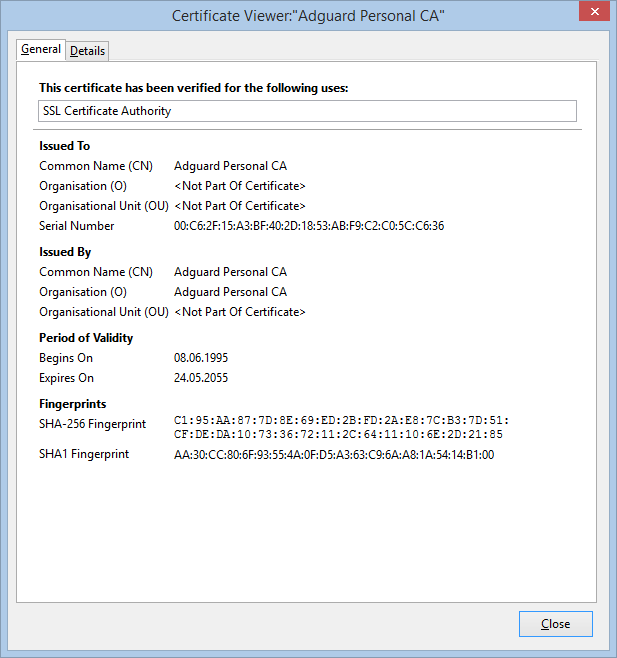 Certificate Viewer:"Adguard Personal CA"
General Details
This certificate has been verified for the following uses:
SSL Certificate Authority
Issued To
Common Name (CN) Adguard Personal CA
Organisation (O) <Not Part Of Certificate>
Organisational Unit (OU) <Not Part Of Certificate>
Serial Number 00:C6:2F:15:A3:BF:40:2D:18:53:AB:F9:C2:C0:5C:C6:36
Issued By
Common Name (CN) Adguard Personal CA
Organisation (O) Adguard Personal CA
Organisational Unit (OU) <Not Part Of Certificate>
Period of Validity
Begins On 08.06.1995
Expires On 24.05.2055
Fingerprints
SHA-256 Fingerprint C1:95:AA:87:7D:8E:69:ED:2B:FD:2A:E8:7C:B3:7D:51:
CF:DE:DA:10:73:36:72:11:2C:64:11:10:6E:2D:21:85
SHA1 Fingerprint AA:30:CC:80:6F:93:55:4A:0F:D5:A3:63:C9:6A:A8:1A:54:14:B1:00
Close